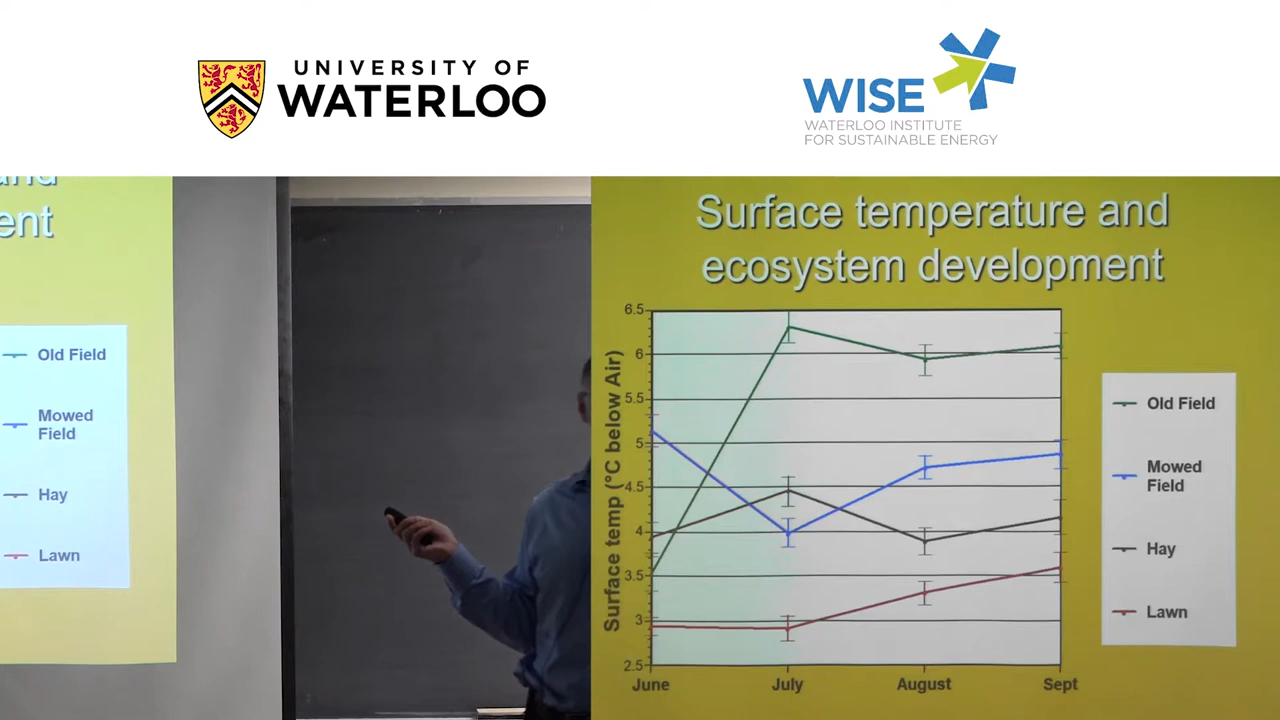 UNIVERSITY OF
WATERLOO
WISE
WATERLOO INSTITUTE
FOR SUSTAINABLE ENERGY
and
ent
Old Field
Mowed
Field
Hay
Lawn
Surface temperature and
ecosystem development
Surface temp (°C below Air)
6.5
6
5.5
5
4.5
4
3.5
3
2.5
June
July
August
Sept
Old Field
Mowed
Field
Hay
Lawn